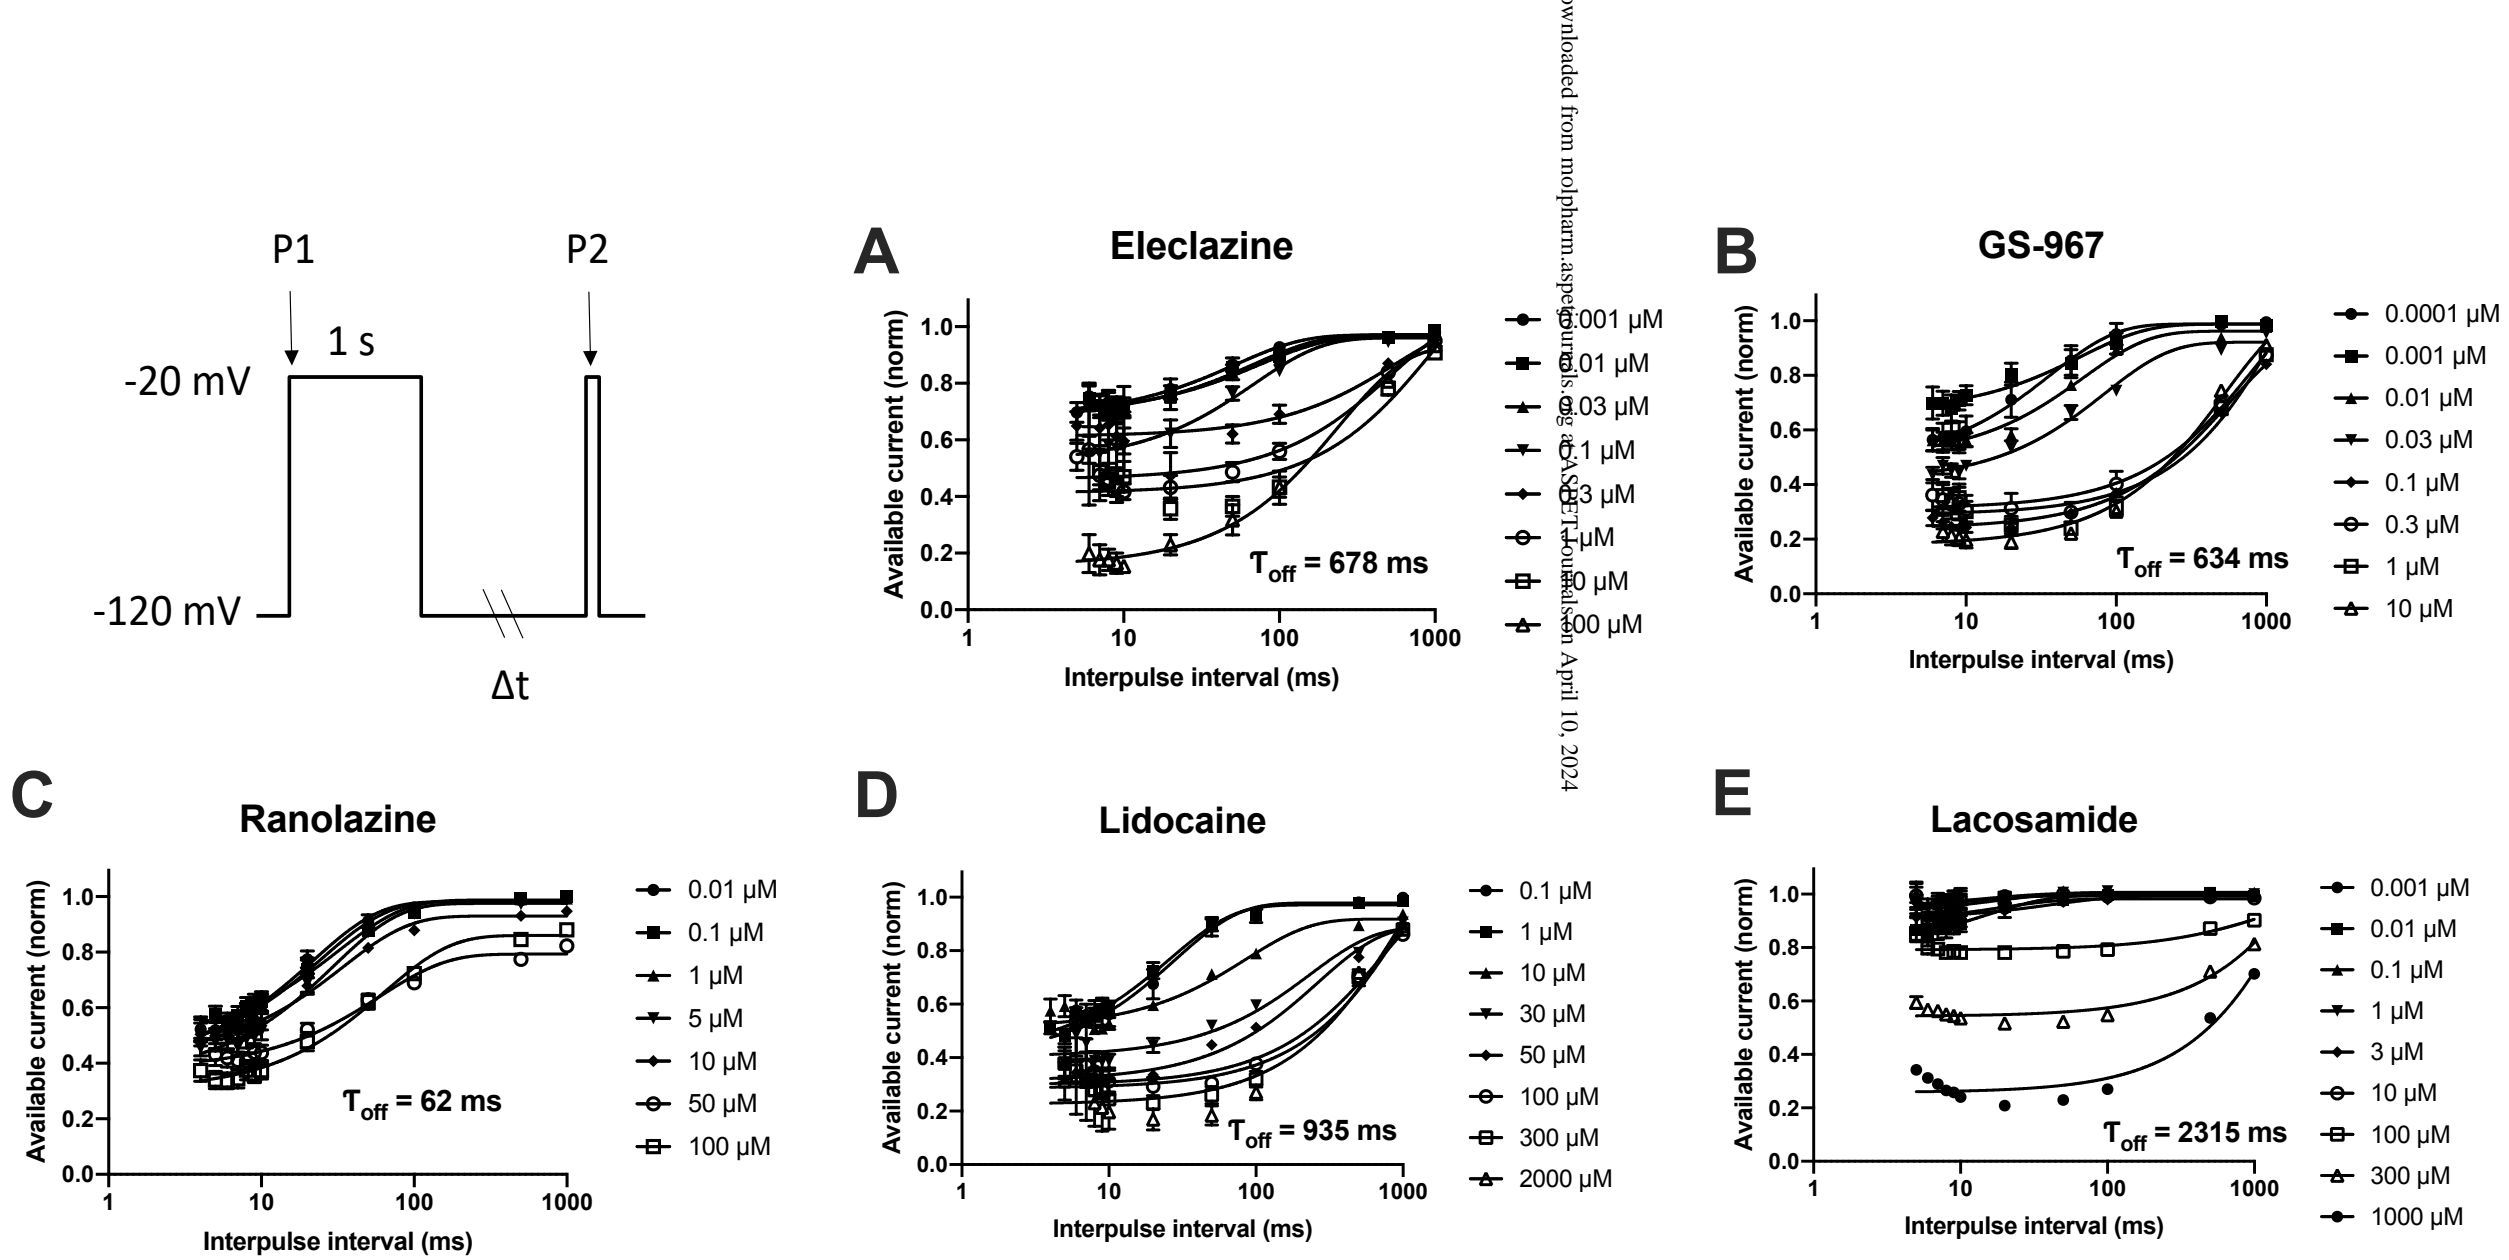 P1
P2
1 s
-20 mV
-120 mV
Δt
A
Eleclazine
Available current (norm)
1.0
0.8
0.6
0.4
0.2
0.0
1
10
100
1000
Interpulse interval (ms)
Ƭoff = 678 ms
0.001 µM
0.01 µM
0.03 µM
0.1 µM
0.3 µM
1 µM
10 µM
100 µM
ownloaded from molpharm.aspetjournals.org at ASPET Journals on April 10, 2024
B
GS-967
Available current (norm)
1.0
0.8
0.6
0.4
0.2
0.0
1
10
100
1000
Interpulse interval (ms)
Ƭoff = 634 ms
0.0001 µM
0.001 µM
0.01 µM
0.03 µM
0.1 µM
0.3 µM
1 µM
10 µM
C
Ranolazine
Available current (norm)
1.0
0.8
0.6
0.4
0.2
0.0
1
10
100
1000
Interpulse interval (ms)
Ƭoff = 62 ms
0.01 µM
0.1 µM
1 µM
5 µM
10 µM
50 µM
100 µM
D
Lidocaine
Available current (norm)
1.0
0.8
0.6
0.4
0.2
0.0
1
10
100
1000
Interpulse interval (ms)
Ƭoff = 935 ms
0.1 µM
1 µM
10 µM
30 µM
50 µM
100 µM
300 µM
2000 µM
E
Lacosamide
Available current (norm)
1.0
0.8
0.6
0.4
0.2
0.0
1
10
100
1000
Interpulse interval (ms)
Ƭoff = 2315 ms
0.001 µM
0.01 µM
0.1 µM
1 µM
3 µM
10 µM
100 µM
300 µM
1000 µM